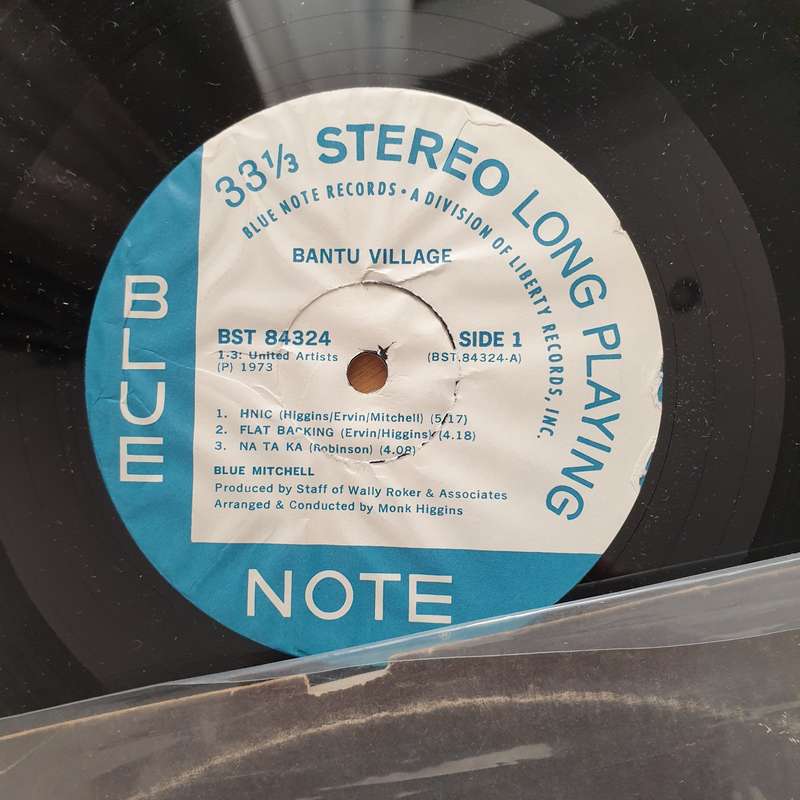 33⅓ STEREO LONG PLAYING
BLUE NOTE RECORDS • A DIVISION OF LIBERTY RECORDS, INC.
BANTU VILLAGE
BST 84324
SIDE 1
1-3: United Artists
(BST.84324-A)
(P) 1973
1. HNIC (Higgins/Ervin/Mitchell) (5.17)
2. FLAT BACKING (Ervin/Higgins) (4.18)
3. NA TA KA (Robinson) (4.08)
BLUE MITCHELL
Produced by Staff of Wally Roker & Associates
Arranged & Conducted by Monk Higgins
BLUE
NOTE